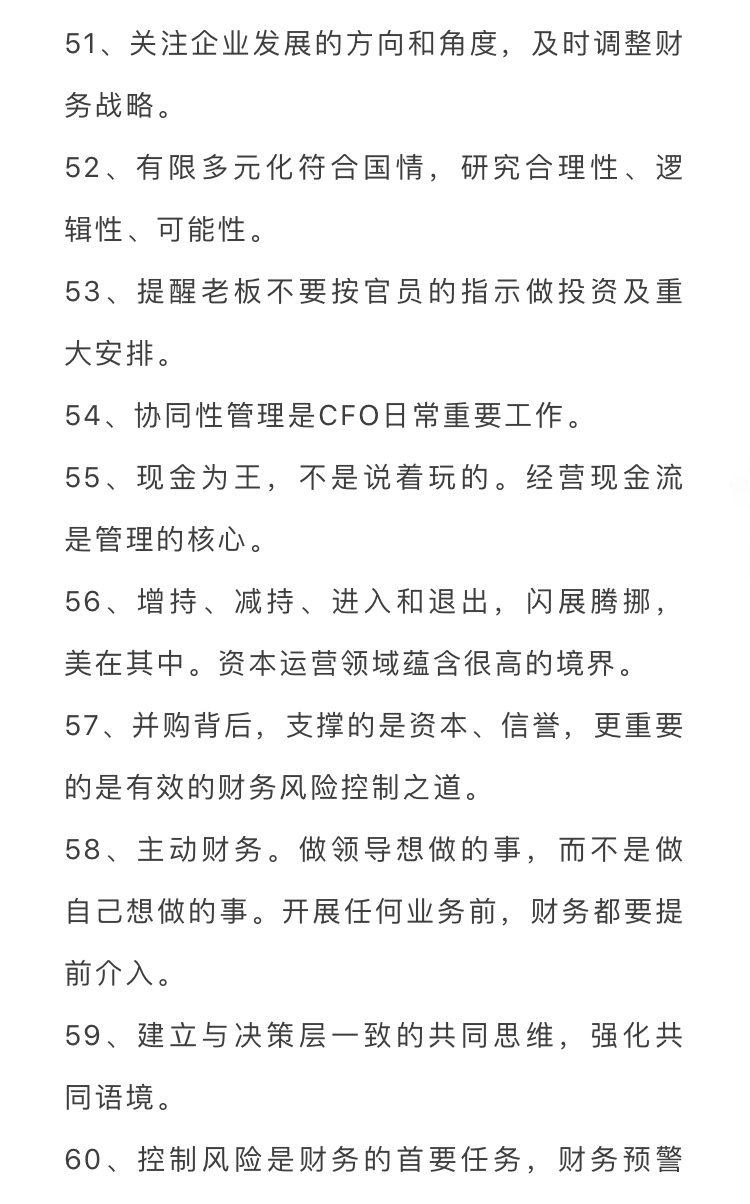 51、关注企业发展的方向和角度，及时调整财
务战略。
52、有限多元化符合国情，研究合理性、逻
辑性、可能性。
53、提醒老板不要按官员的指示做投资及重
大安排。
54、协同性管理是CFO日常重要工作。
55、现金为王，不是说着玩的。经营现金流
是管理的核心。
56、增持、减持、进入和退出，闪展腾挪，
美在其中。资本运营领域蕴含很高的境界。
57、并购背后，支撑的是资本、信誉，更重要
的是有效的财务风险控制之道。
58、主动财务。做领导想做的事，而不是做
自己想做的事。开展任何业务前，财务都要提
前介入。
59、建立与决策层一致的共同思维，强化共
同语境。
60、控制风险是财务的首要任务，财务预警